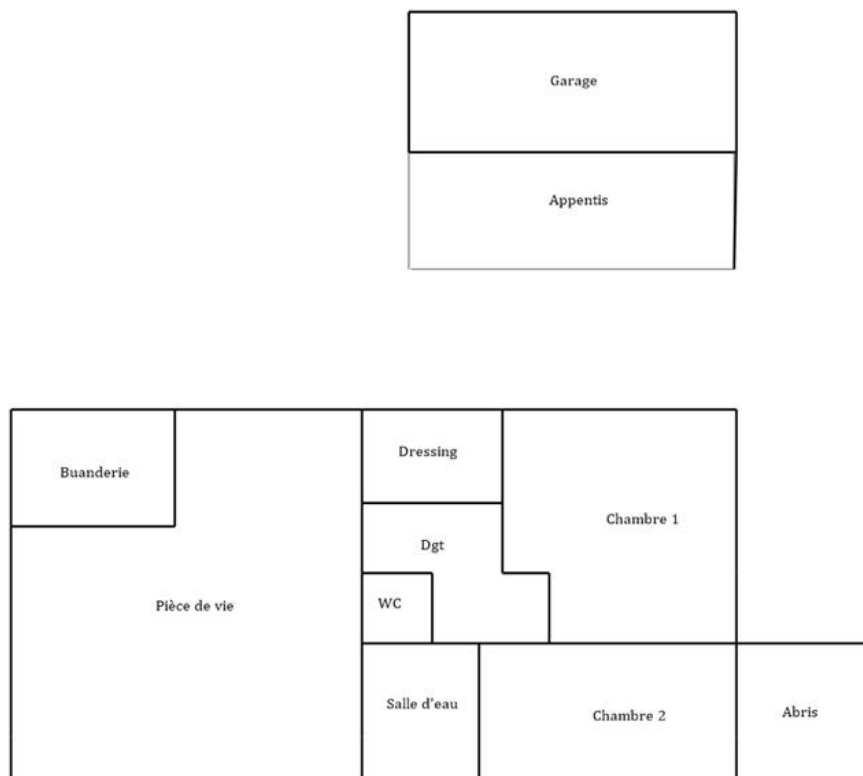 Garage
Appentis
Dressing
Buanderie
Chambre 1
Dgt
WC
Pièce de vie
Salle d'eau
Chambre 2
Abris